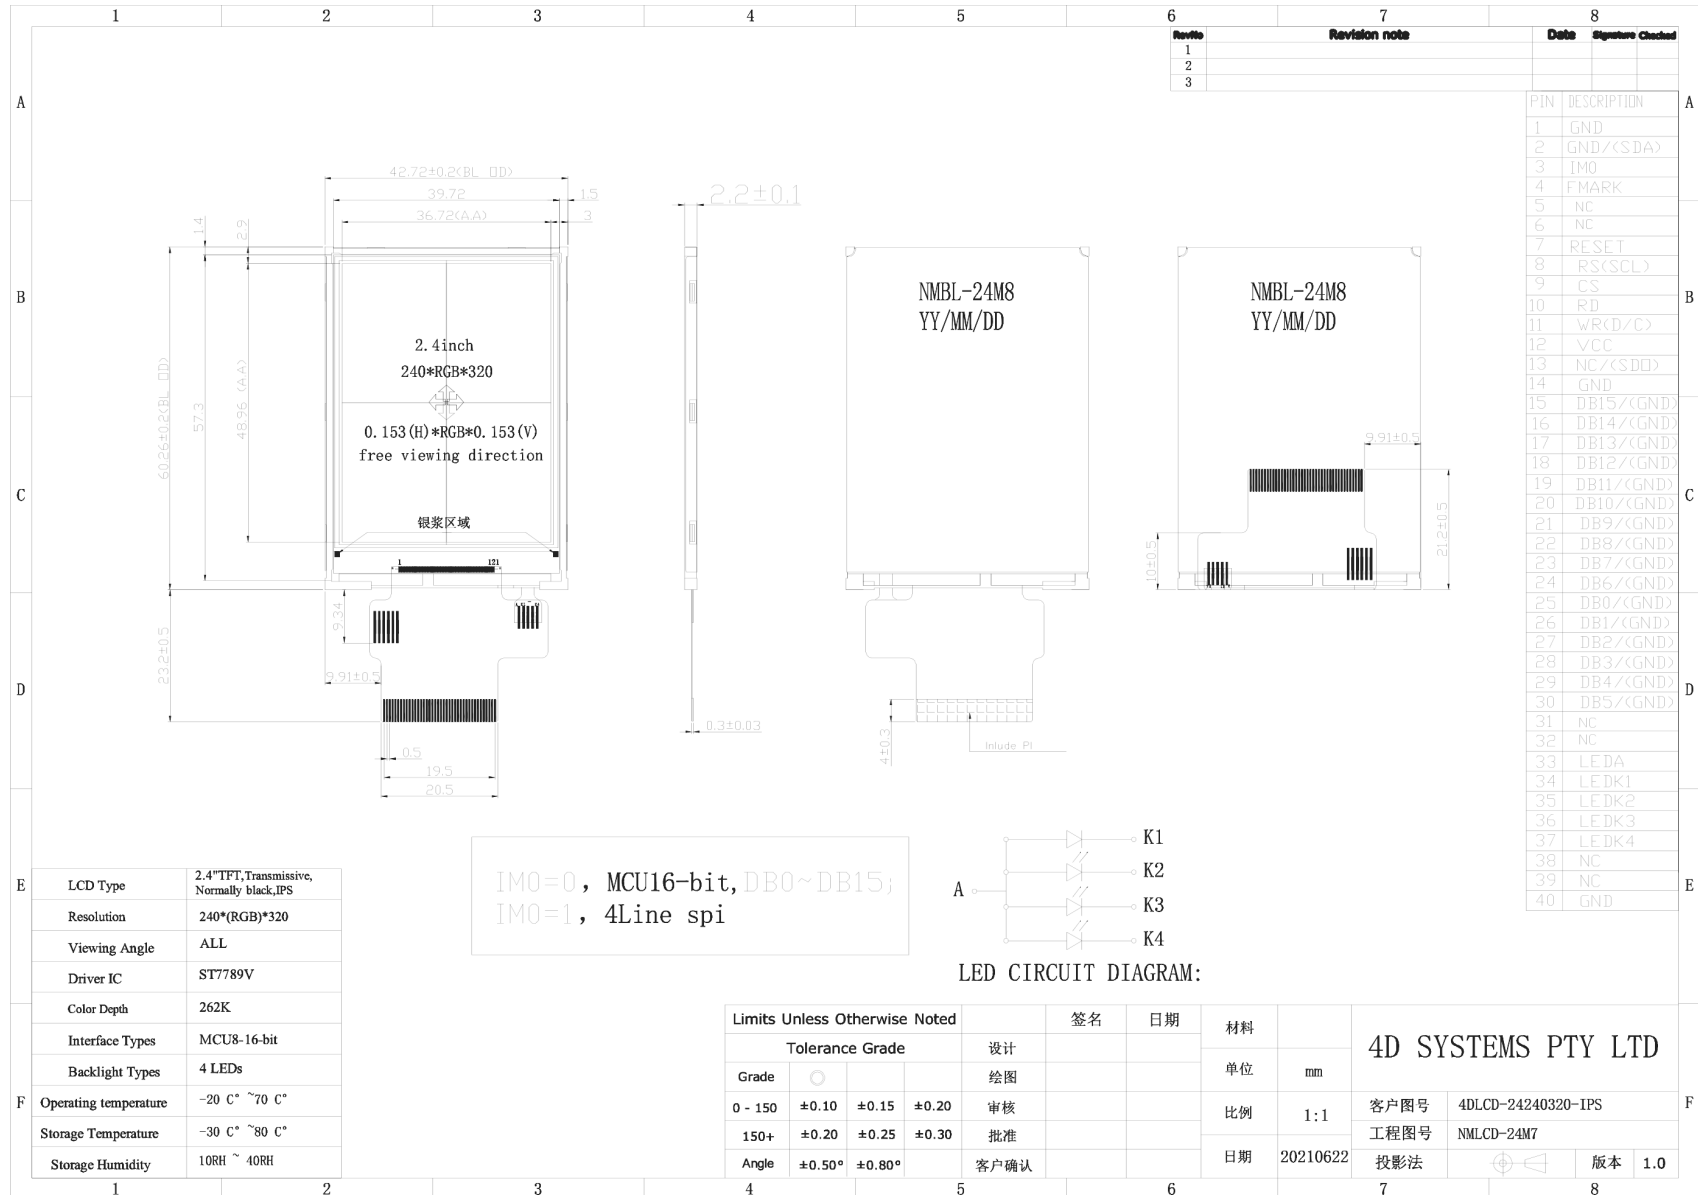 1 2 3 4 5 6 7 8
RevNo Revision note Date Signature Checked
1
2
3
A A
B B
C C
D D
E E
F F
PIN DESCRIPTION
1 GND
2 GND/(SDA)
3 IM0
4 FMARK
5 NC
6 NC
7 RESET
8 RS(SCL)
9 CS
10 RD
11 WR(D/C)
12 VCC
13 NC/(SDO)
14 GND
15 DB15/(GND)
16 DB14/(GND)
17 DB13/(GND)
18 DB12/(GND)
19 DB11/(GND)
20 DB10/(GND)
21 DB9/(GND)
22 DB8/(GND)
23 DB7/(GND)
24 DB6/(GND)
25 DB0/(GND)
26 DB1/(GND)
27 DB2/(GND)
28 DB3/(GND)
29 DB4/(GND)
30 DB5/(GND)
31 NC
32 NC
33 LEDA
34 LEDK1
35 LEDK2
36 LEDK3
37 LEDK4
38 NC
39 NC
40 GND
42.72±0.2(BL OD)
39.72
1.5
36.72(A.A)
3
1.4
2.9
60.26±0.2(BL OD)
57.3
48.96 (A.A)
2.4inch
240*RGB*320
0.153(H)*RGB*0.153(V)
free viewing direction
银浆区域
1 121
9.34
23.2±0.5
9.91±0.5
0.5
19.5
20.5
2.2±0.1
0.3±0.03
NMBL-24M8
YY/MM/DD
4±0.3
Inlude PI
NMBL-24M8
YY/MM/DD
9.91±0.5
21.2±0.5
10±0.5
IM0=0, MCU16-bit, DB0~DB15;
IM0=1, 4Line spi
A
K1
K2
K3
K4
LED CIRCUIT DIAGRAM:
LCD Type 2.4"TFT,Transmissive,
Normally black,IPS
Resolution 240*(RGB)*320
Viewing Angle ALL
Driver IC ST7789V
Color Depth 262K
Interface Types MCU8-16-bit
Backlight Types 4 LEDs
Operating temperature -20 C° ~70 C°
Storage Temperature -30 C° ~80 C°
Storage Humidity 10RH ~ 40RH
Limits Unless Otherwise Noted 签名 日期
Tolerance Grade 设计
Grade 绘图
0 - 150 ±0.10 ±0.15 ±0.20 审核
150+ ±0.20 ±0.25 ±0.30 批准
Angle ±0.50° ±0.80° 客户确认
材料
单位 mm
比例 1:1
日期 20210622
4D SYSTEMS PTY LTD
客户图号 4DLCD-24240320-IPS
工程图号 NMLCD-24M7
投影法 版本 1.0
1 2 3 4 5 6 7 8